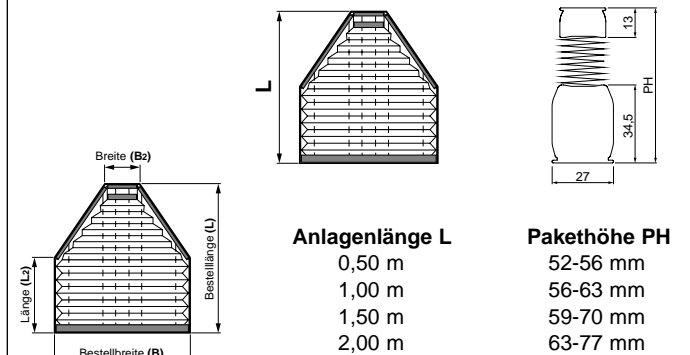 L
13
PH
34,5
27
Breite (B2)
Länge (L2)
Bestelllänge (L)
Bestellbreite (B)
Anlagenlänge L Pakethöhe PH
0,50 m 52-56 mm
1,00 m 56-63 mm
1,50 m 59-70 mm
2,00 m 63-77 mm